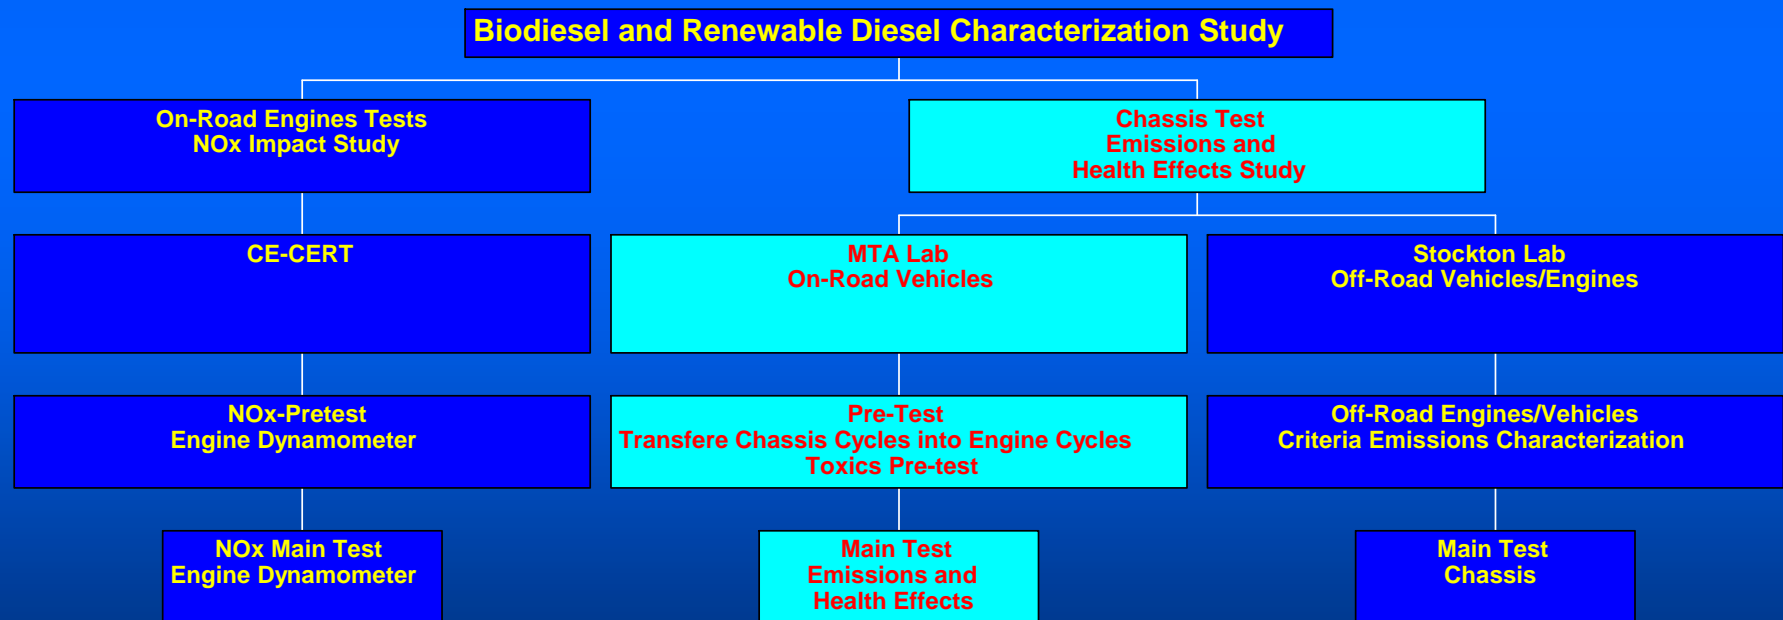 Biodiesel and Renewable Diesel Characterization Study
On-Road Engines Tests
NOx Impact Study
Chassis Test
Emissions and
Health Effects Study
CE-CERT
MTA Lab
On-Road Vehicles
Stockton Lab
Off-Road Vehicles/Engines
NOx-Pretest
Engine Dynamometer
Pre-Test
Transfere Chassis Cycles into Engine Cycles
Toxics Pre-test
Off-Road Engines/Vehicles
Criteria Emissions Characterization
NOx Main Test
Engine Dynamometer
Main Test
Emissions and
Health Effects
Main Test
Chassis